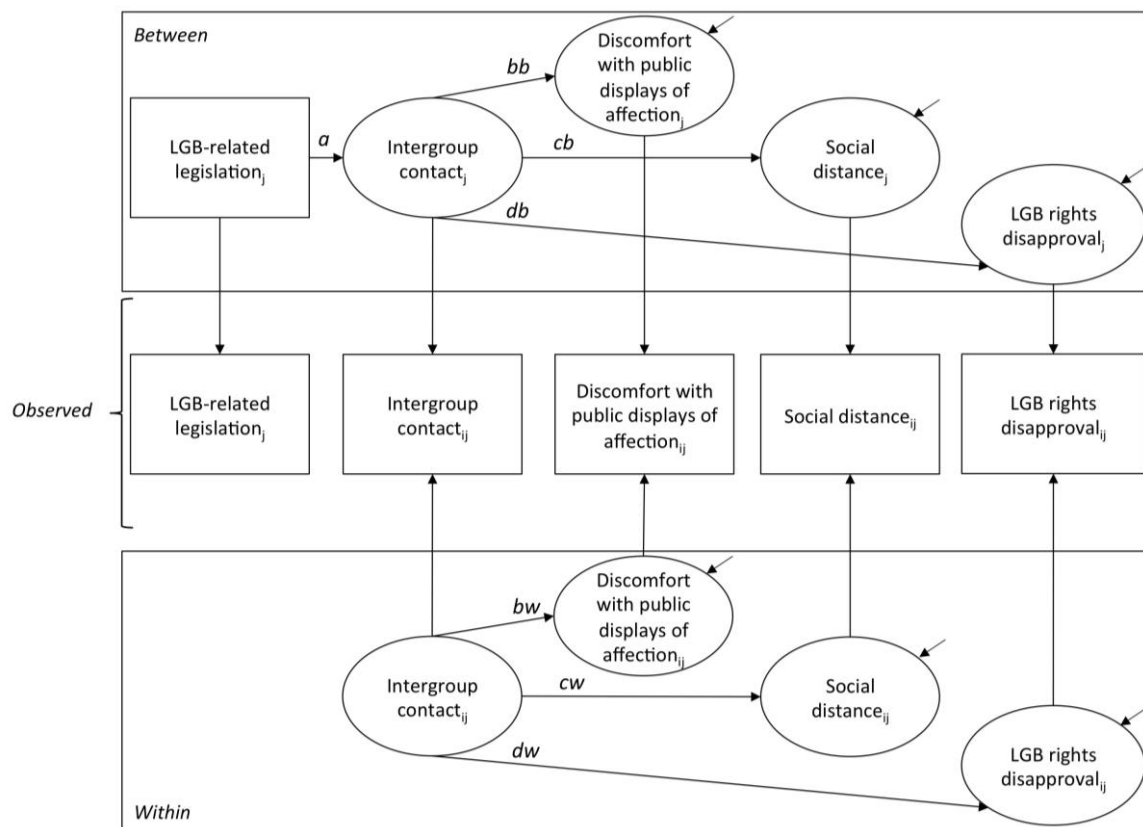 Between
Discomfort
with public
displays of
affectionj
bb
LGB-related
legislationj
a
Intergroup
contactj
cb
Social
distancej
db
LGB rights
disapprovalj
Observed
LGB-related
legislationj
Intergroup
contactij
Discomfort with
public displays of
affectionij
Social distanceij
LGB rights
disapprovalij
Discomfort
with public
displays of
affectionij
bw
Intergroup
contactij
cw
Social
distanceij
dw
LGB rights
disapprovalij
Within